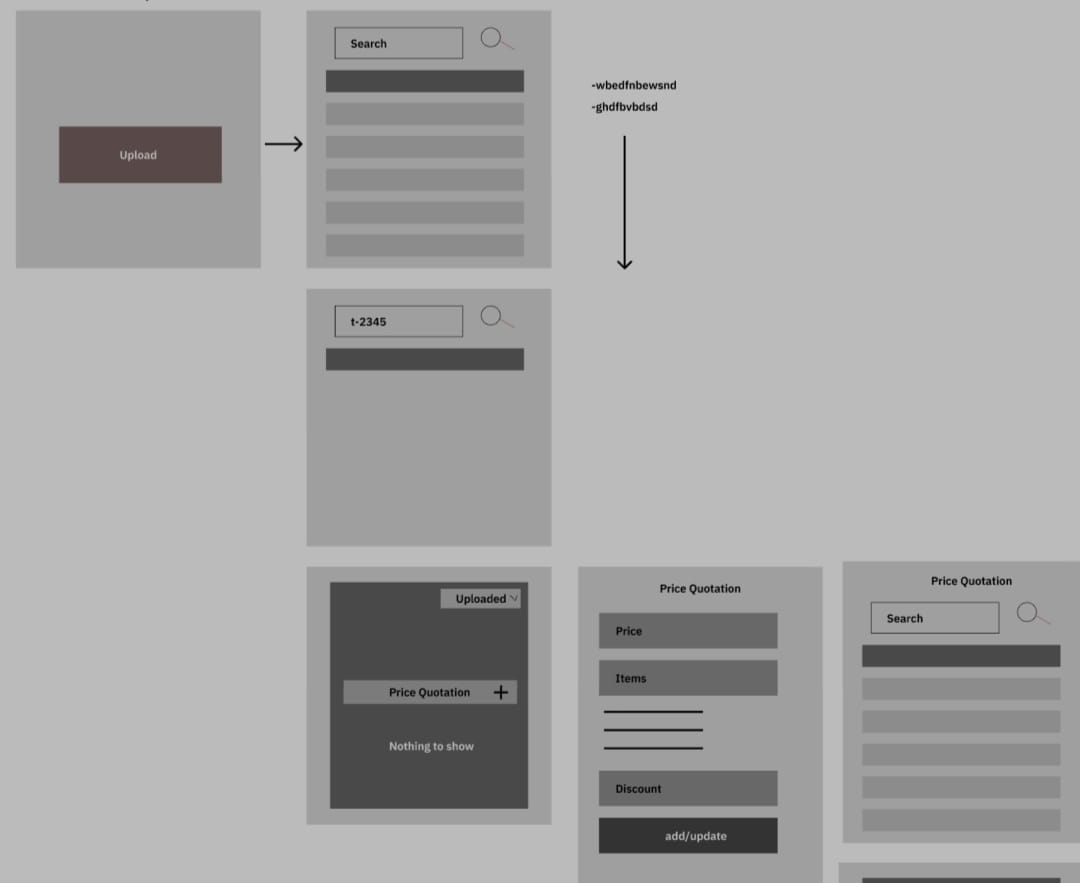 Search
-wbedfnbewsnd
-ghdfbvbdsd
Upload
t-2345
Uploaded
Price Quotation
Nothing to show
Price Quotation
Price
Items
Discount
add/update
Price Quotation
Search